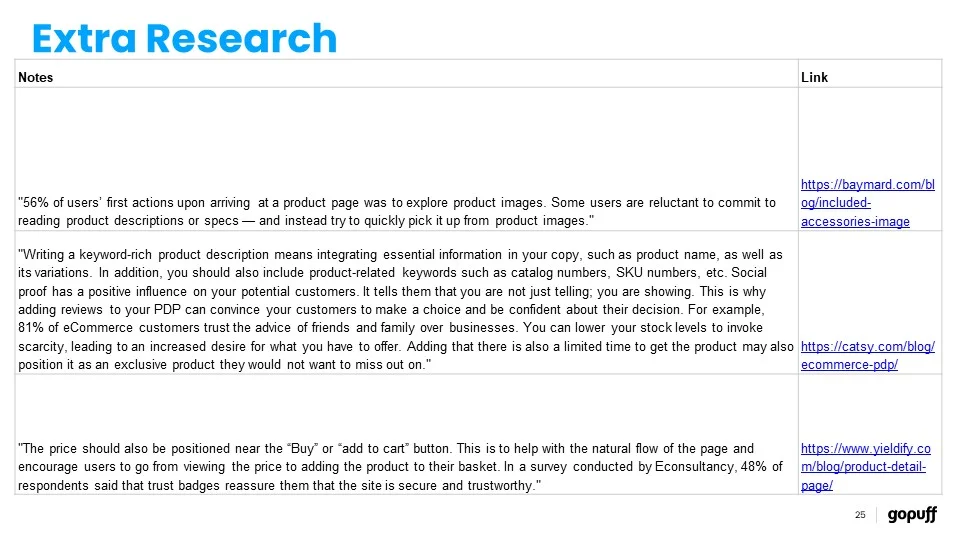 Extra Research
Notes
Link
"56% of users’ first actions upon arriving at a product page was to explore product images. Some users are reluctant to commit to
reading product descriptions or specs — and instead try to quickly pick it up from product images."
https://baymard.com/bl
og/included-
accessories-image
"Writing a keyword-rich product description means integrating essential information in your copy, such as product name, as well as
its variations. In addition, you should also include product-related keywords such as catalog numbers, SKU numbers, etc. Social
proof has a positive influence on your potential customers. It tells them that you are not just telling; you are showing. This is why
adding reviews to your PDP can convince your customers to make a choice and be confident about their decision. For example,
81% of eCommerce customers trust the advice of friends and family over businesses. You can lower your stock levels to invoke
scarcity, leading to an increased desire for what you have to offer. Adding that there is also a limited time to get the product may also
position it as an exclusive product they would not want to miss out on."
https://catsy.com/blog/
ecommerce-pdp/
"The price should also be positioned near the “Buy” or “add to cart” button. This is to help with the natural flow of the page and
encourage users to go from viewing the price to adding the product to their basket. In a survey conducted by Econsultancy, 48% of
respondents said that trust badges reassure them that the site is secure and trustworthy."
https://www.yieldify.co
m/blog/product-detail-
page/
25
gopuff